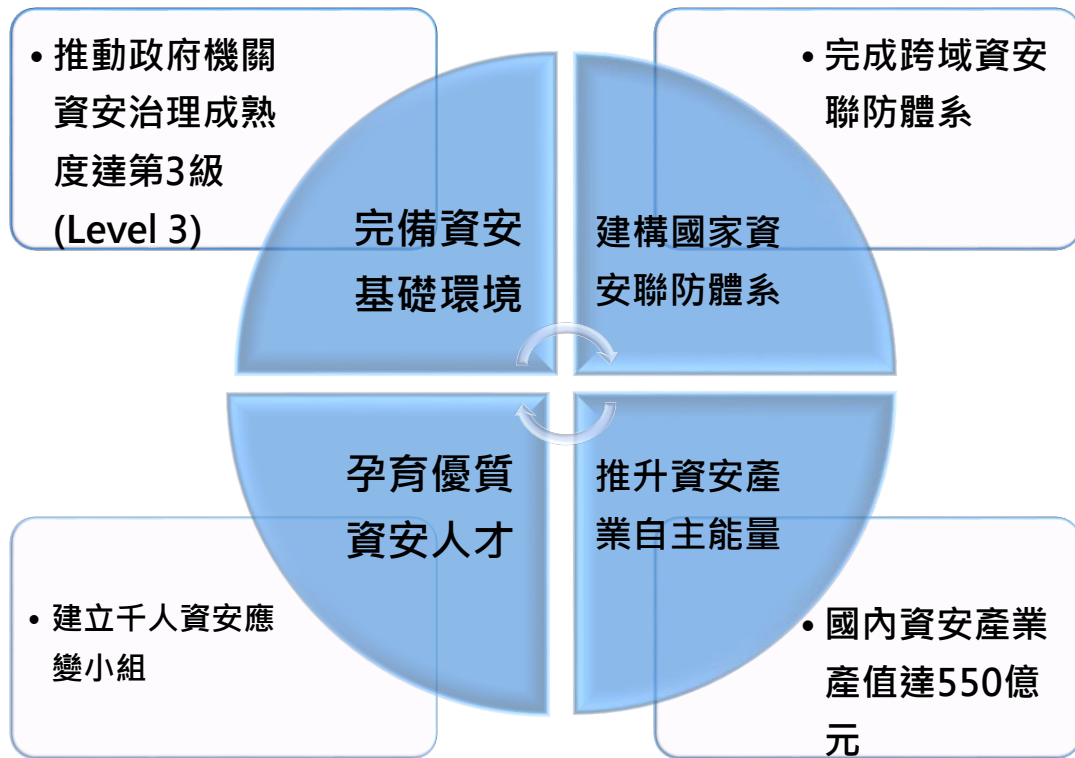 • 推動政府機關
資安治理成熟
度達第3級
(Level 3)
• 完成跨域資安
聯防體系
完備資安
基礎環境
建構國家資
安聯防體系
孕育優質
資安人才
推升資安產
業自主能量
• 建立千人資安應
變小組
• 國內資安產業
產值達550億
元